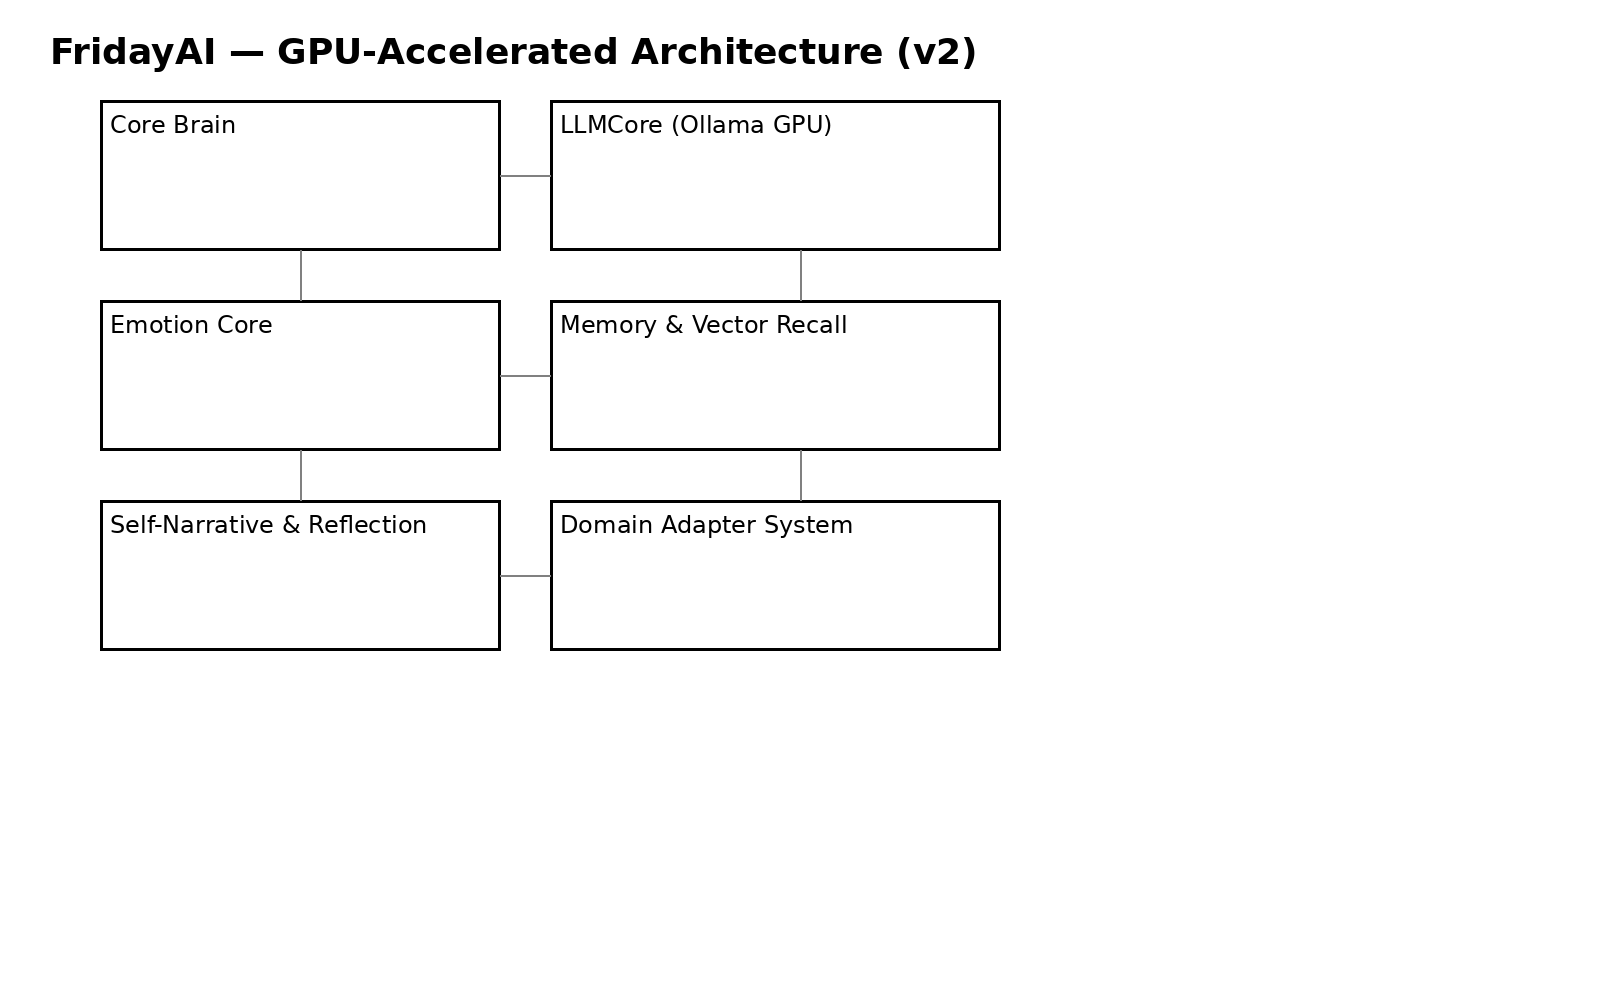 FridayAI — GPU-Accelerated Architecture (v2)
Core Brain
LLMCore (Ollama GPU)
Emotion Core
Memory & Vector Recall
Self-Narrative & Reflection
Domain Adapter System